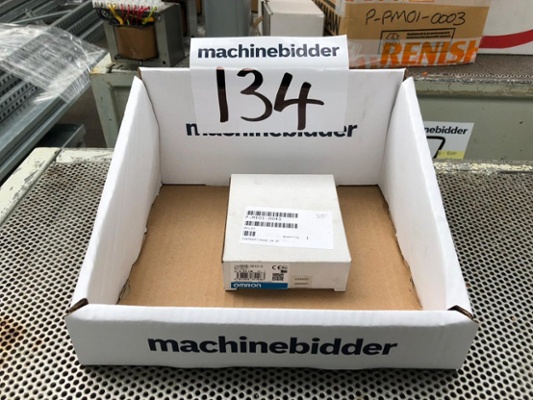 P-PM01-0003
RENISH
machinebidder
134
machinebidder
machinebidder
OMRON
machinebidder